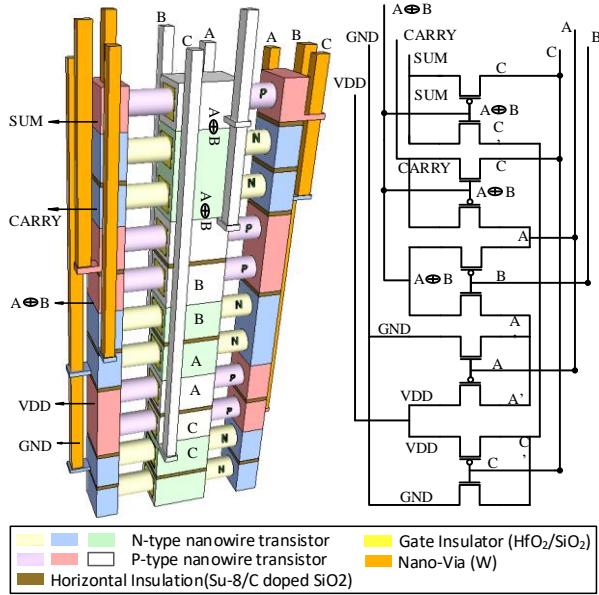 B
C
A
A
B
C
SUM
CARRY
A⊕B
VDD
GND
P
N
N
P
P
N
N
P
P
N
N
A⊕B
A⊕B
B
B
A
A
C
C
A⊕B
GND
CARRY
SUM
VDD
A
B
C
C
SUM
A⊕B
C'
CARRY
C
A⊕B
A
A⊕B
B
GND
A
A
VDD
A'
VDD
C'
C
GND
N-type nanowire transistor
P-type nanowire transistor
Horizontal Insulation(Su-8/C doped SiO2)
Gate Insulator (HfO₂/SiO₂)
Nano-Via (W)